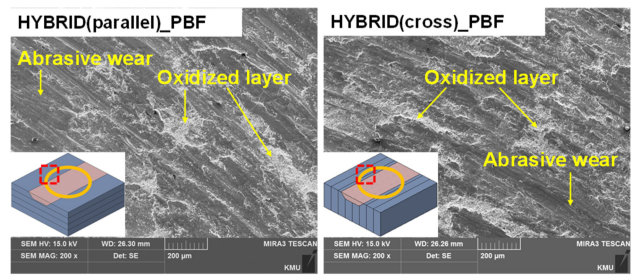 HYBRID(parallel)_PBF
Abrasive wear
Oxidized layer
SEM HV: 15.0 kV
WD: 26.30 mm
MIRA3 TESCAN
SEM MAG: 200 x
Det: SE
200 µm
KMU
HYBRID(cross)_PBF
Oxidized layer
Abrasive wear
SEM HV: 15.0 kV
WD: 26.26 mm
MIRA3 TESCAN
SEM MAG: 200 x
Det: SE
200 µm
KMU